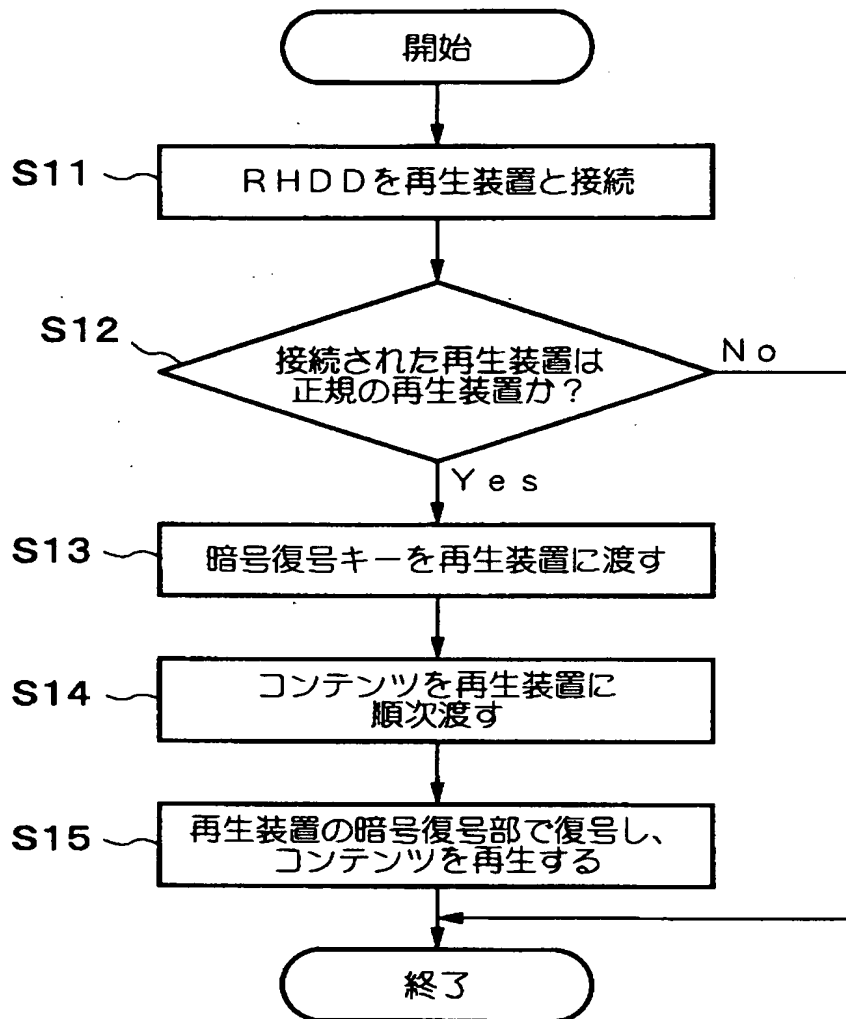 開始
S11
RHDDを再生装置と接続
S12
接続された再生装置は
正規の再生装置か?
No
Yes
S13
暗号復号キーを再生装置に渡す
S14
コンテンツを再生装置に
順次渡す
S15
再生装置の暗号復号部で復号し、
コンテンツを再生する
終了